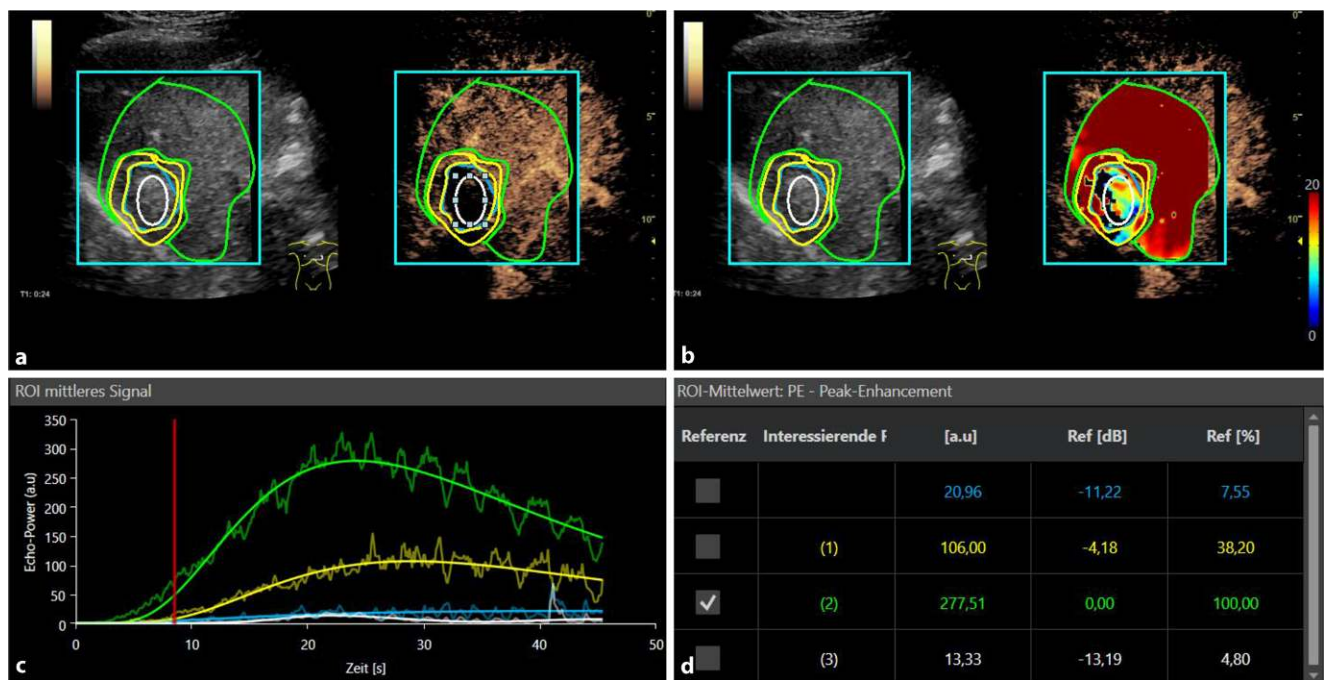 0
5
10
T1: 0:24
a
0
5
10
20
0
T1: 0:24
b
ROI mittleres Signal
Echo-Power (a.u)
350
300
250
200
150
100
50
0
0 10 20 30 40 50
Zeit [s]
c
ROI-Mittelwert: PE - Peak-Enhancement
Referenz Interessierende F [a.u] Ref [dB] Ref [%]
20,96 -11,22 7,55
(1) 106,00 -4,18 38,20
(2) 277,51 0,00 100,00
(3) 13,33 -13,19 4,80
d